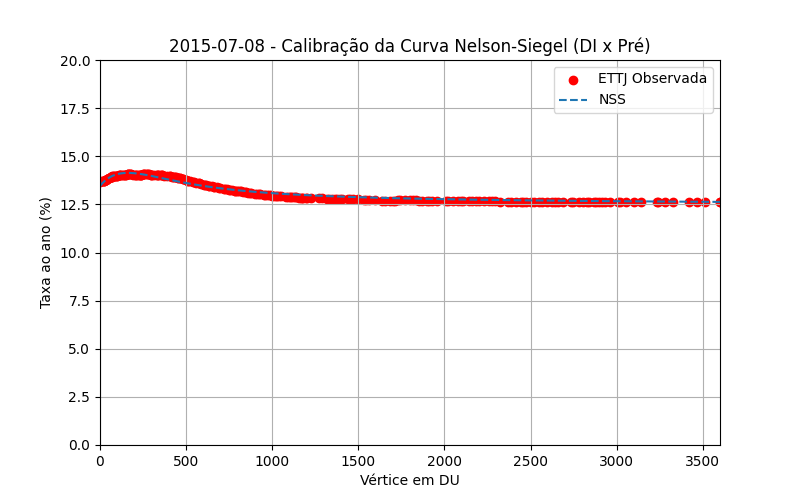 2015-07-08 - Calibração da Curva Nelson-Siegel (DI x Pré)
ETTJ Observada
NSS
Taxa ao ano (%)
20.0
17.5
15.0
12.5
10.0
7.5
5.0
2.5
0.0
0 500 1000 1500 2000 2500 3000 3500
Vértice em DU